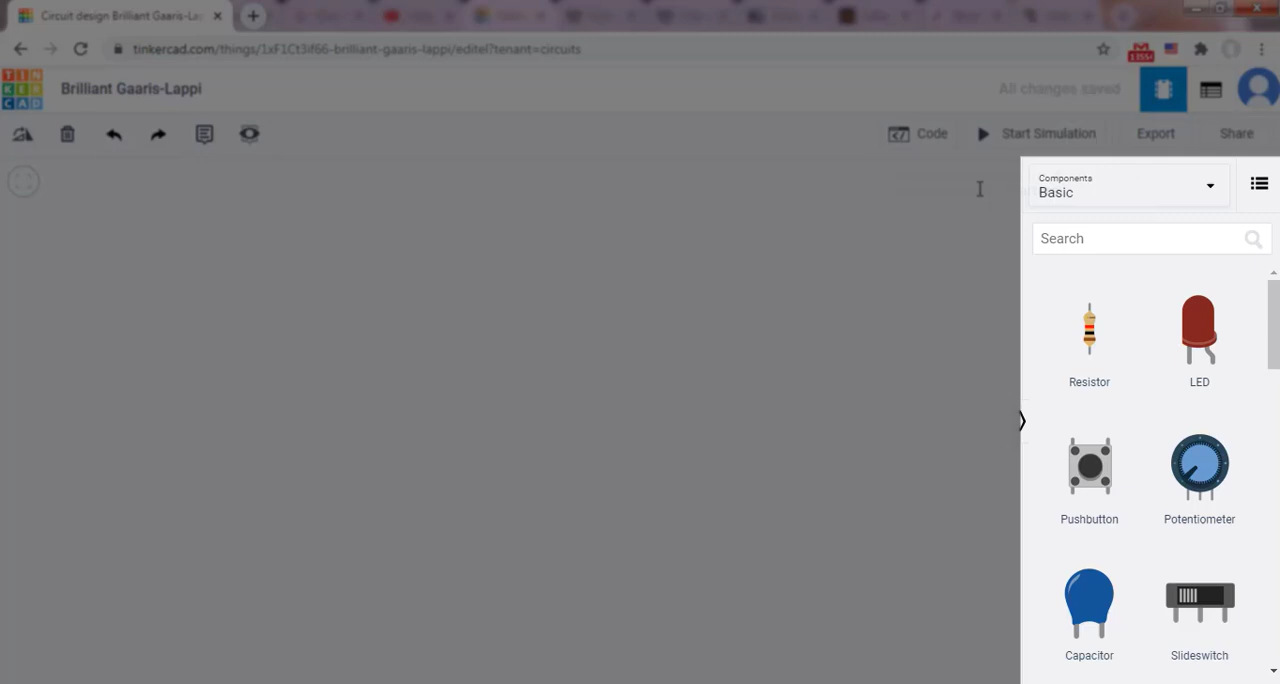 Circuit design Brilliant Gaaris-La
tinkercad.com/things/1xF1Ct3if66-brilliant-gaaris-lappi/editel?tenant=circuits
TIN
KER
CAD
Brilliant Gaaris-Lappi
All changes saved
Code
Start Simulation
Export
Share
Components
Basic
Search
Resistor
LED
Pushbutton
Potentiometer
Capacitor
Slideswitch